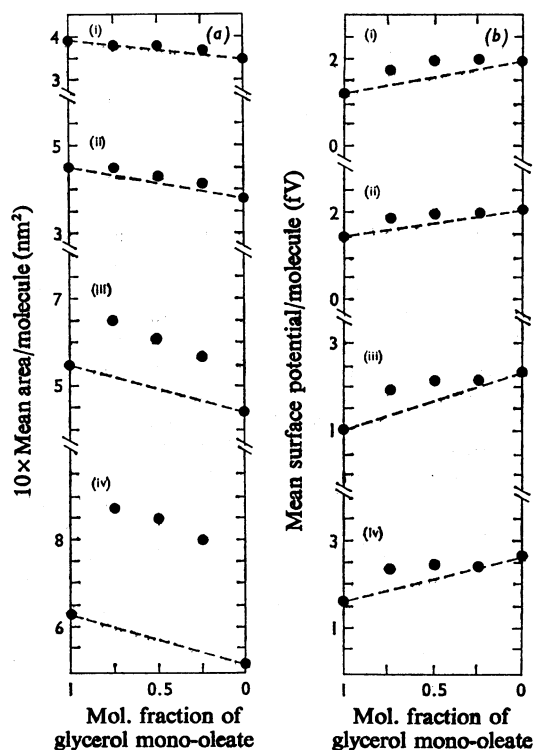 (i)
(a)
4
3
(ii)
5
3
(iii)
7
5
(iv)
8
6
1
0.5
0
10× Mean area/molecule (nm²)
Mol. fraction of
glycerol mono-oleate
(i)
(b)
2
0
(ii)
2
0
(iii)
3
1
(iv)
3
1
1
0.5
0
Mean surface potential/molecule (fV)
Mol. fraction of
glycerol mono-oleate